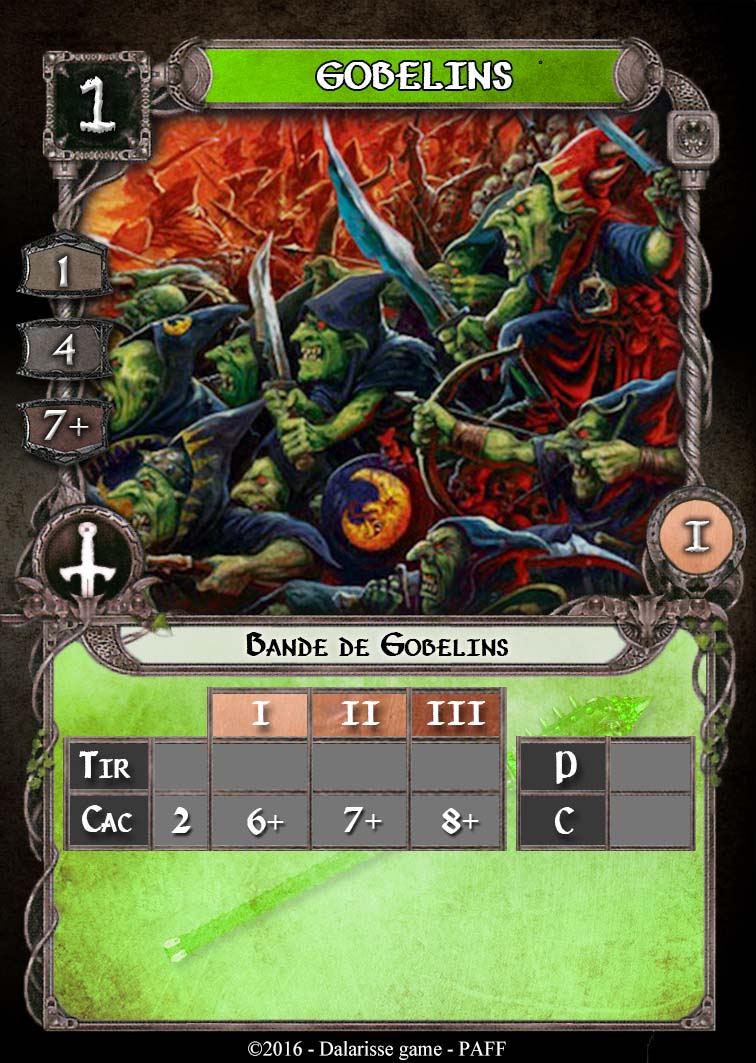 1
GOBELINS
1
4
7+
I
BANDE DE GOBELINS
I II III
TIR
CAC 2 6+ 7+ 8+
P
C
©2016 - Dalarisse game - PAFF